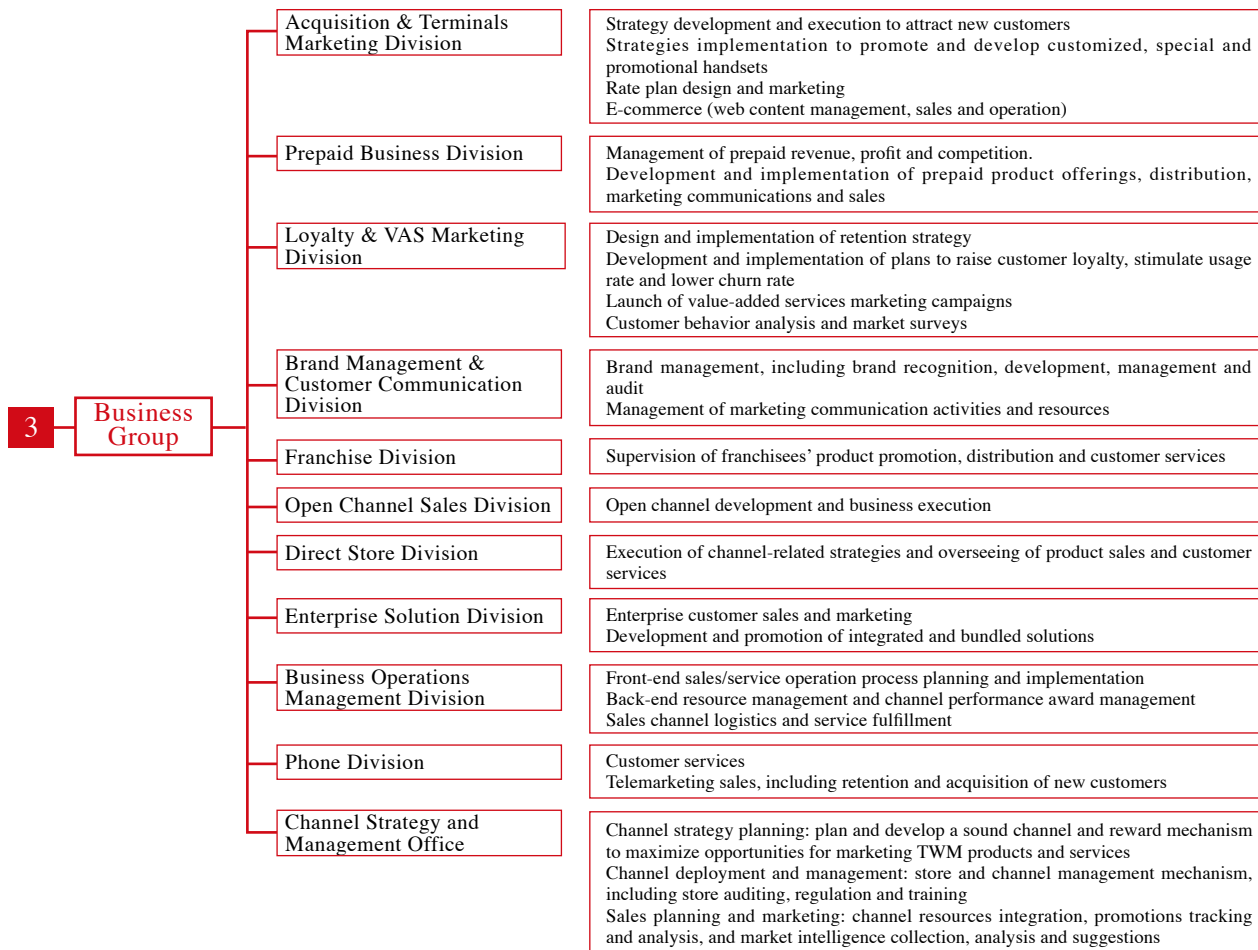 Acquisition & Terminals
Marketing Division
Strategy development and execution to attract new customers
Strategies implementation to promote and develop customized, special and
promotional handsets
Rate plan design and marketing
E-commerce (web content management, sales and operation)
Prepaid Business Division
Management of prepaid revenue, profit and competition.
Development and implementation of prepaid product offerings, distribution,
marketing communications and sales
Loyalty & VAS Marketing
Division
Design and implementation of retention strategy
Development and implementation of plans to raise customer loyalty, stimulate usage
rate and lower churn rate
Launch of value-added services marketing campaigns
Customer behavior analysis and market surveys
Brand Management &
Customer Communication
Division
Brand management, including brand recognition, development, management and
audit
Management of marketing communication activities and resources
3
Business
Group
Franchise Division
Supervision of franchisees' product promotion, distribution and customer services
Open Channel Sales Division
Open channel development and business execution
Direct Store Division
Execution of channel-related strategies and overseeing of product sales and customer
services
Enterprise Solution Division
Enterprise customer sales and marketing
Development and promotion of integrated and bundled solutions
Business Operations
Management Division
Front-end sales/service operation process planning and implementation
Back-end resource management and channel performance award management
Sales channel logistics and service fulfillment
Phone Division
Customer services
Telemarketing sales, including retention and acquisition of new customers
Channel Strategy and
Management Office
Channel strategy planning: plan and develop a sound channel and reward mechanism
to maximize opportunities for marketing TWM products and services
Channel deployment and management: store and channel management mechanism,
including store auditing, regulation and training
Sales planning and marketing: channel resources integration, promotions tracking
and analysis, and market intelligence collection, analysis and suggestions